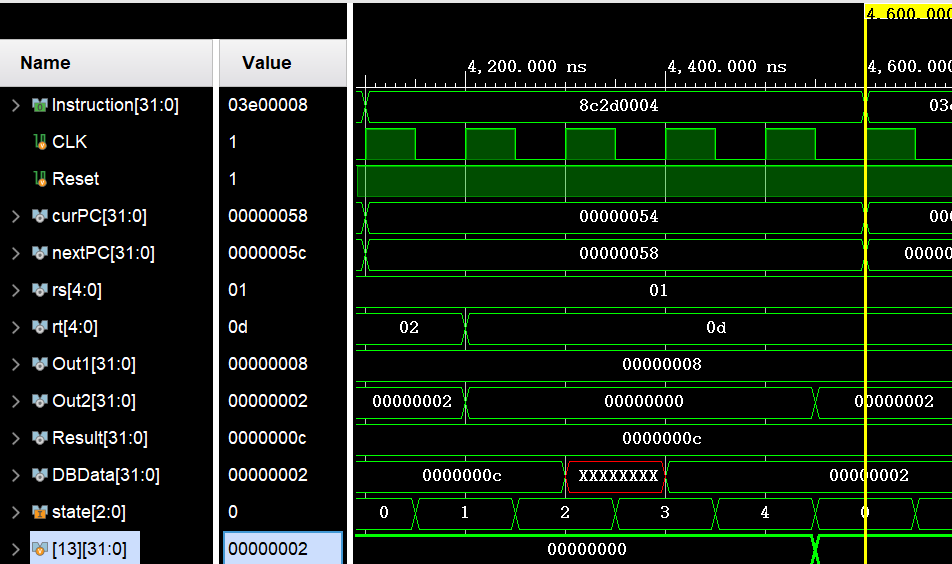 4,600.000
Name Value
4,200.000 ns 4,400.000 ns 4,600.000
Instruction[31:0] 03e00008 8c2d0004 03e
CLK 1
Reset 1
curPC[31:0] 00000058 00000054 000
nextPC[31:0] 0000005c 00000058 00000
rs[4:0] 01 01
rt[4:0] 0d 02 0d
Out1[31:0] 00000008 00000008
Out2[31:0] 00000002 00000002 00000000 00000002
Result[31:0] 0000000c 0000000c
DBData[31:0] 00000002 0000000c XXXXXXXX 00000002
state[2:0] 0 0 1 2 3 4 0
[13][31:0] 00000002 00000000